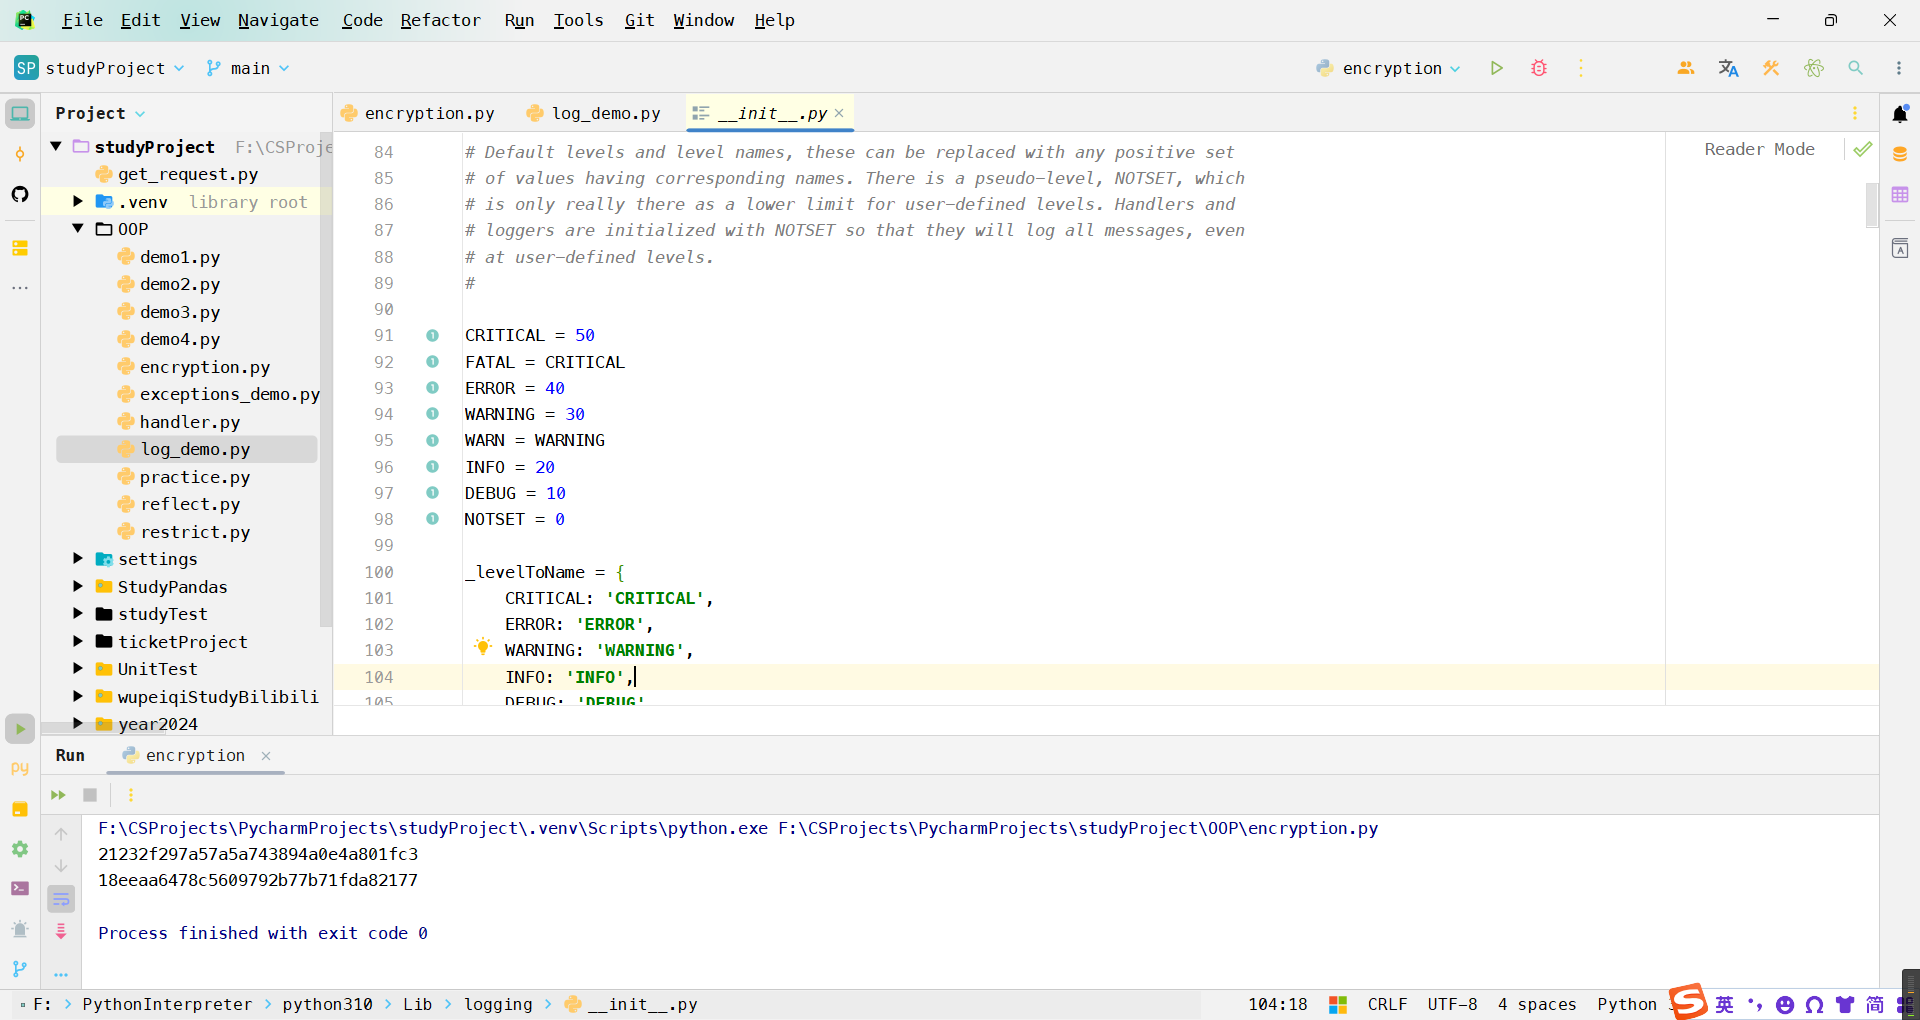 File Edit View Navigate Code Refactor Run Tools Git Window Help
SP studyProject main encryption
Project
encryption.py log_demo.py __init__.py
studyProject F:\CSProje
get_request.py
.venv library root
OOP
demo1.py
demo2.py
demo3.py
demo4.py
encryption.py
exceptions_demo.py
handler.py
log_demo.py
practice.py
reflect.py
restrict.py
settings
StudyPandas
studyTest
ticketProject
UnitTest
wupeiqiStudyBilibili
year2024
Reader Mode
84 # Default levels and level names, these can be replaced with any positive set
85 # of values having corresponding names. There is a pseudo-level, NOTSET, which
86 # is only really there as a lower limit for user-defined levels. Handlers and
87 # loggers are initialized with NOTSET so that they will log all messages, even
88 # at user-defined levels.
89 #
90
91 CRITICAL = 50
92 FATAL = CRITICAL
93 ERROR = 40
94 WARNING = 30
95 WARN = WARNING
96 INFO = 20
97 DEBUG = 10
98 NOTSET = 0
99
100 _levelToName = {
101 CRITICAL: 'CRITICAL',
102 ERROR: 'ERROR',
103 WARNING: 'WARNING',
104 INFO: 'INFO',
105 DEBUG: 'DEBUG'
Run encryption
F:\CSProjects\PycharmProjects\studyProject\.venv\Scripts\python.exe F:\CSProjects\PycharmProjects\studyProject\OOP\encryption.py
21232f297a57a5a743894a0e4a801fc3
18eeaa6478c5609792b77b71fda82177
Process finished with exit code 0
F: > PythonInterpreter > python310 > Lib > logging > __init__.py
104:18 CRLF UTF-8 4 spaces Python
英 简